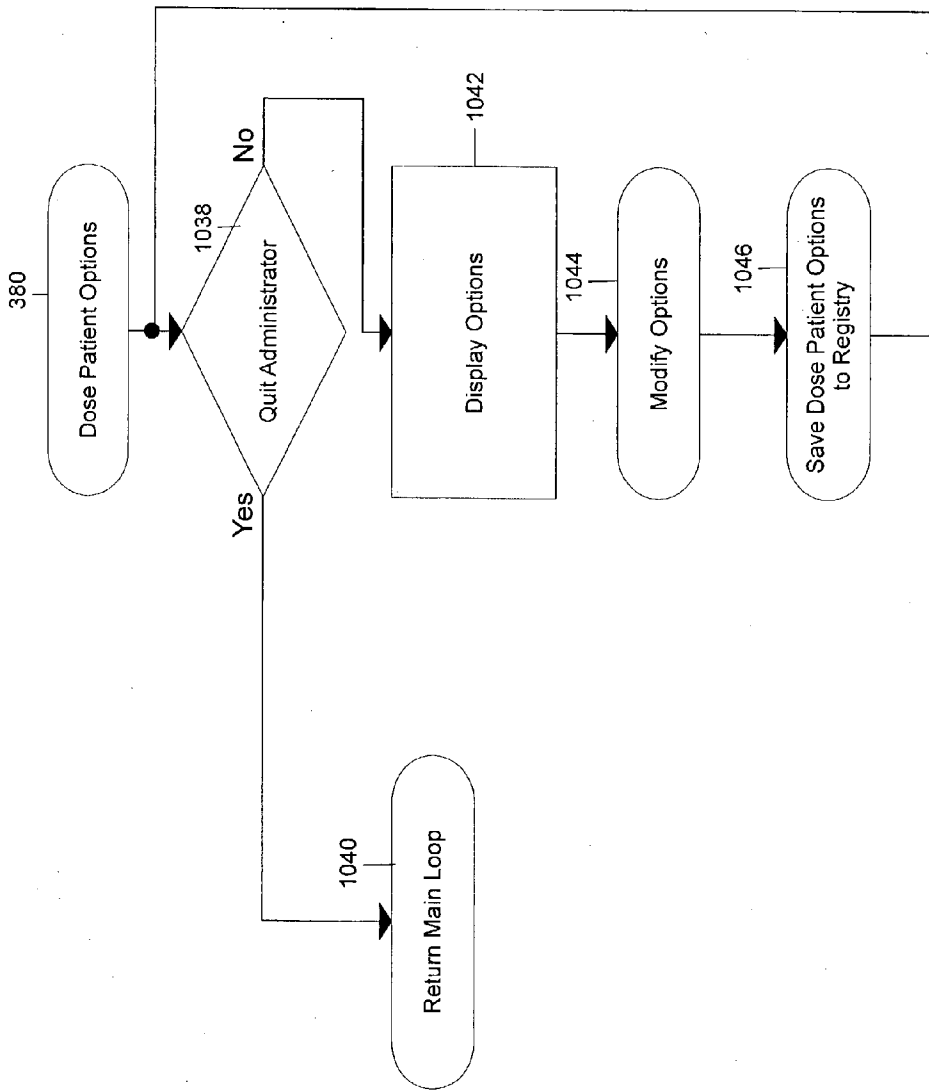 380
Dose Patient Options
1038
Quit Administrator
Yes
No
1040
Return Main Loop
1042
Display Options
1044
Modify Options
1046
Save Dose Patient Options
to Registry